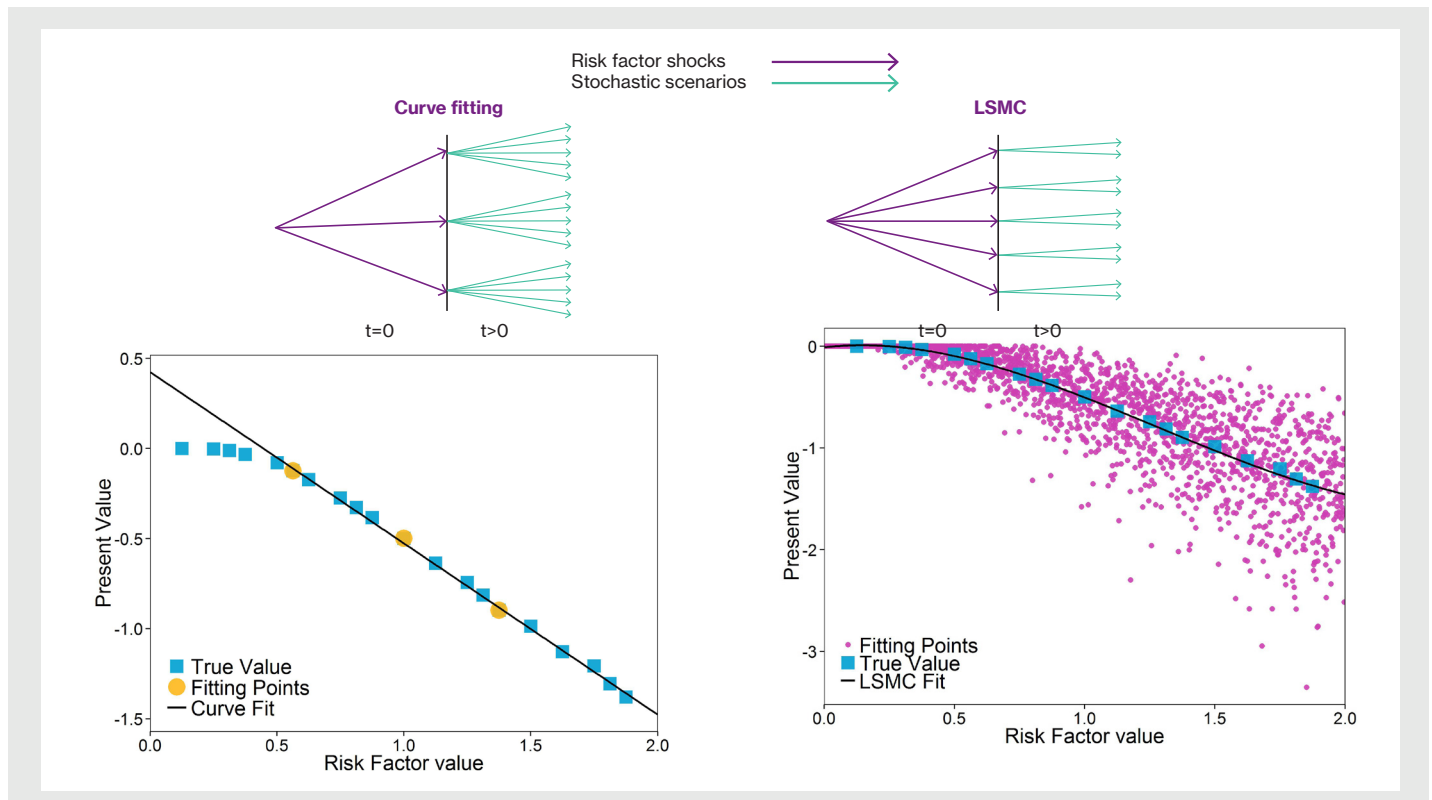 Risk factor shocks
Stochastic scenarios
Curve fitting
t=0 t>0
0.5
0.0
-0.5
-1.0
-1.5
Present Value
True Value
Fitting Points
Curve Fit
0.0 0.5 1.0 1.5 2.0
Risk Factor value
LSMC
t=0 t>0
0
-1
-2
-3
Present Value
Fitting Points
True Value
LSMC Fit
0.0 0.5 1.0 1.5 2.0
Risk Factor value